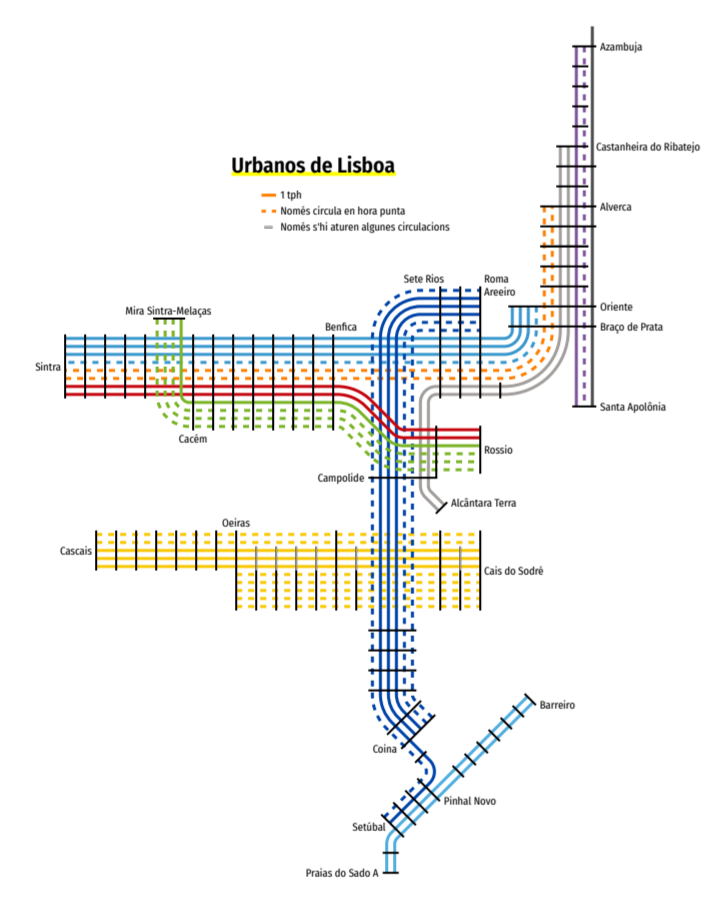 Azambuja
Castanheira do Ribatejo
Urbanos de Lisboa
1 tph
Només circula en hora punta
Només s'hi aturen algunes circulacions
Alverca
Sete Rios
Roma
Areeiro
Mira Sintra-Melaças
Oriente
Benfica
Braço de Prata
Sintra
Santa Apolônia
Cacém
Rossio
Campolide
Alcântara Terra
Oeiras
Cascais
Cais do Sodré
Barreiro
Coina
Pinhal Novo
Setúbal
Praias do Sado A